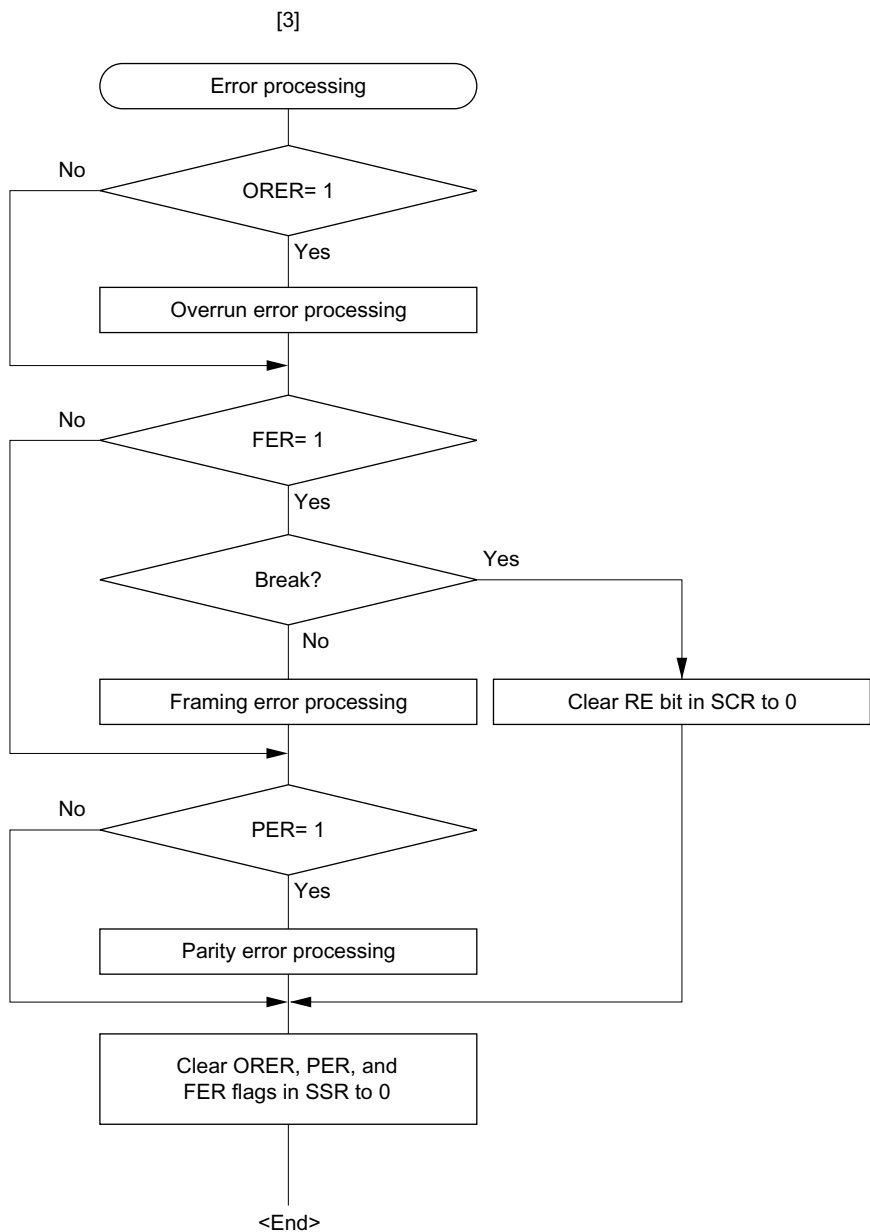 [3]
Error processing
No
ORER= 1
Yes
Overrun error processing
No
FER= 1
Yes
Break?
Yes
No
Framing error processing
Clear RE bit in SCR to 0
No
PER= 1
Yes
Parity error processing
Clear ORER, PER, and
FER flags in SSR to 0
<End>